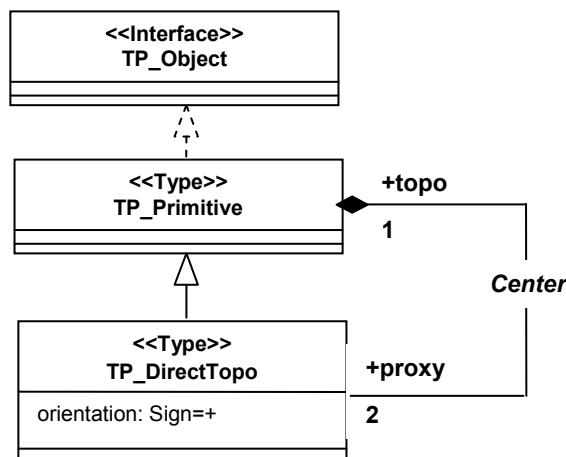 <<Interface>>
TP_Object
<<Type>>
TP_Primitive
+topo
1
Center
<<Type>>
TP_DirectTopo
+proxy
orientation: Sign=+
2